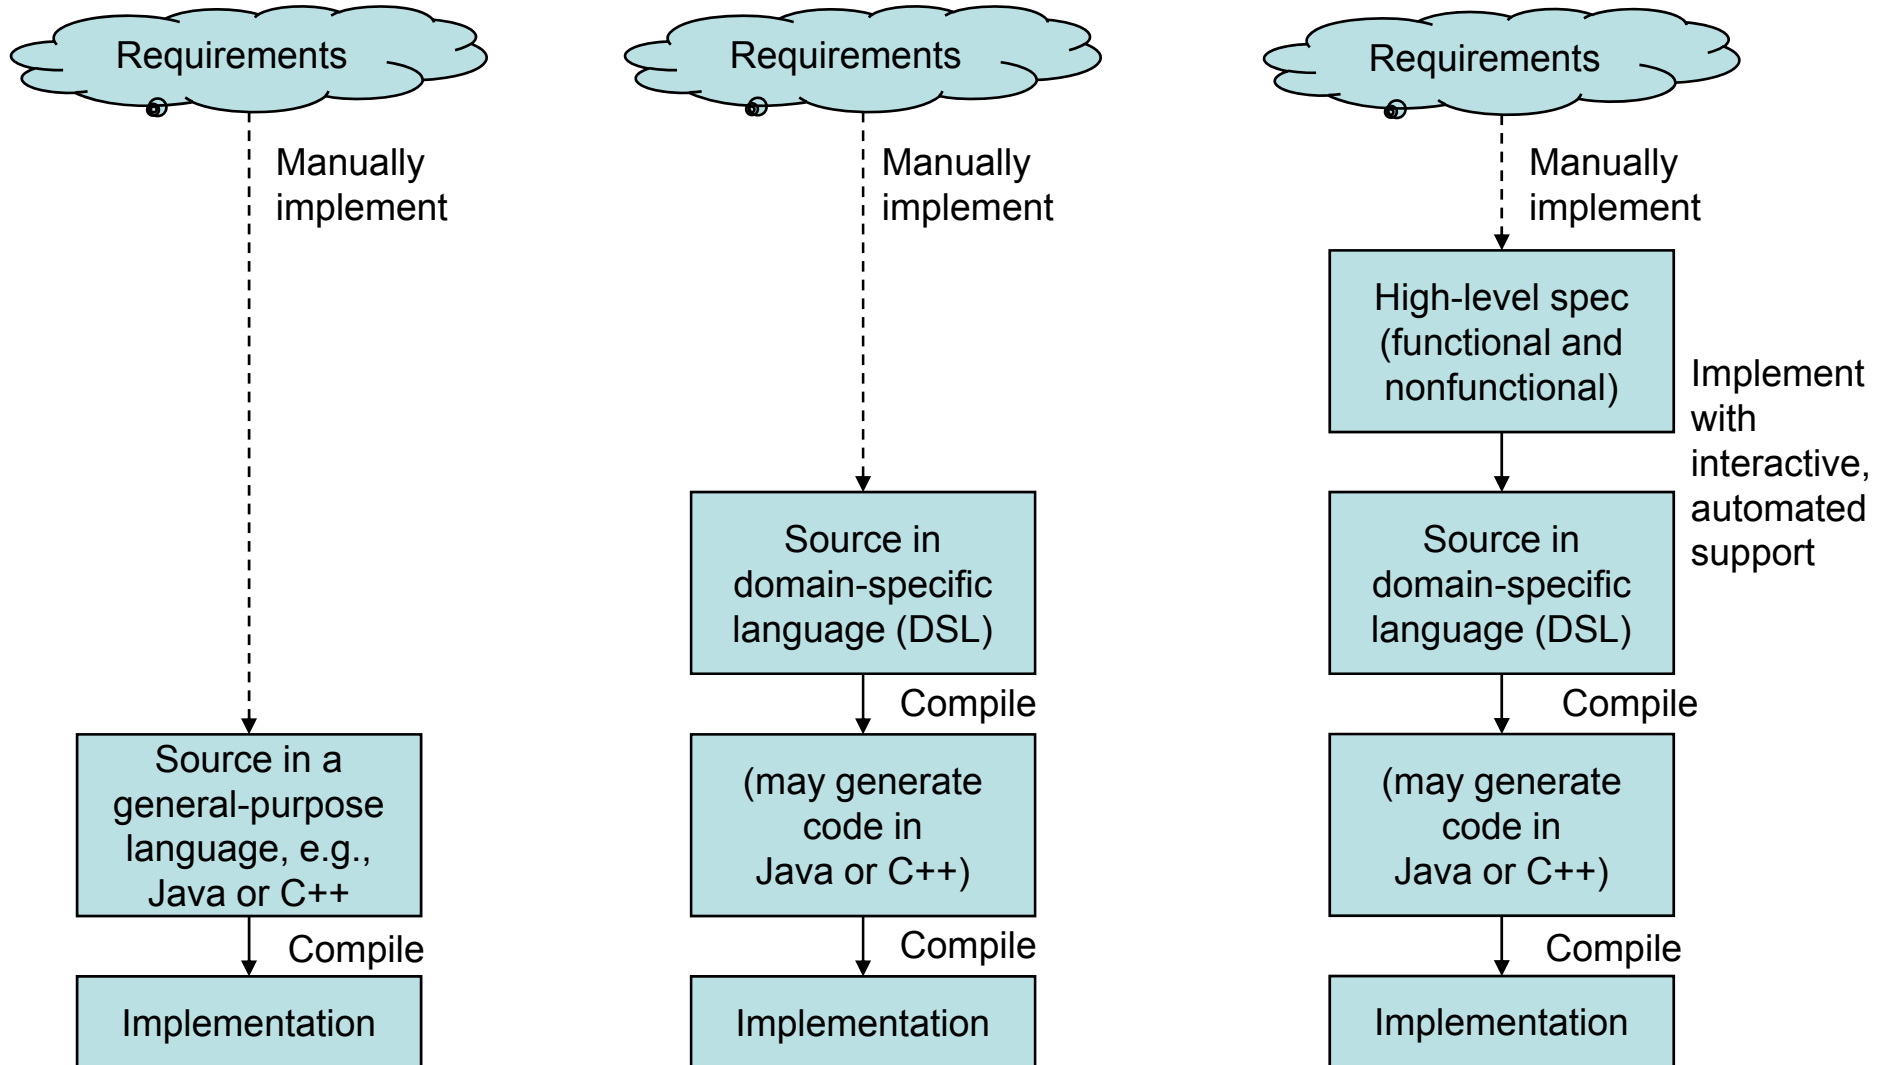 Requirements
Manually
implement
Source in a
general-purpose
language, e.g.,
Java or C++
Compile
Implementation
Requirements
Manually
implement
Source in
domain-specific
language (DSL)
Compile
(may generate
code in
Java or C++)
Compile
Implementation
Requirements
Manually
implement
High-level spec
(functional and
nonfunctional)
Implement
with
interactive,
automated
support
Source in
domain-specific
language (DSL)
Compile
(may generate
code in
Java or C++)
Compile
Implementation